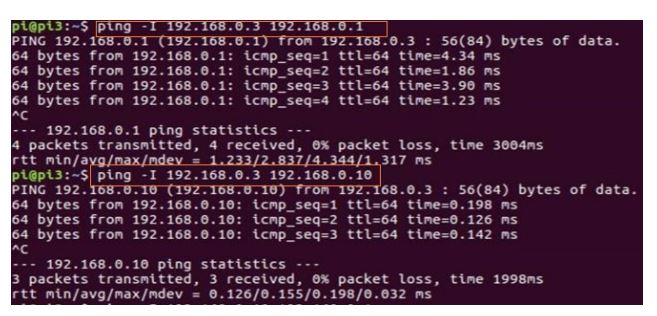 pi@pi3:~$ ping -I 192.168.0.3 192.168.0.1
PING 192.168.0.1 (192.168.0.1) from 192.168.0.3 : 56(84) bytes of data.
64 bytes from 192.168.0.1: icmp_seq=1 ttl=64 time=4.34 ms
64 bytes from 192.168.0.1: icmp_seq=2 ttl=64 time=1.86 ms
64 bytes from 192.168.0.1: icmp_seq=3 ttl=64 time=3.90 ms
64 bytes from 192.168.0.1: icmp_seq=4 ttl=64 time=1.23 ms
^C
--- 192.168.0.1 ping statistics ---
4 packets transmitted, 4 received, 0% packet loss, time 3004ms
rtt min/avg/max/mdev = 1.233/2.837/4.344/1.317 ms
pi@pi3:~$ ping -I 192.168.0.3 192.168.0.10
PING 192.168.0.10 (192.168.0.10) from 192.168.0.3 : 56(84) bytes of data.
64 bytes from 192.168.0.10: icmp_seq=1 ttl=64 time=0.198 ms
64 bytes from 192.168.0.10: icmp_seq=2 ttl=64 time=0.126 ms
64 bytes from 192.168.0.10: icmp_seq=3 ttl=64 time=0.142 ms
^C
--- 192.168.0.10 ping statistics ---
3 packets transmitted, 3 received, 0% packet loss, time 1998ms
rtt min/avg/max/mdev = 0.126/0.155/0.198/0.032 ms